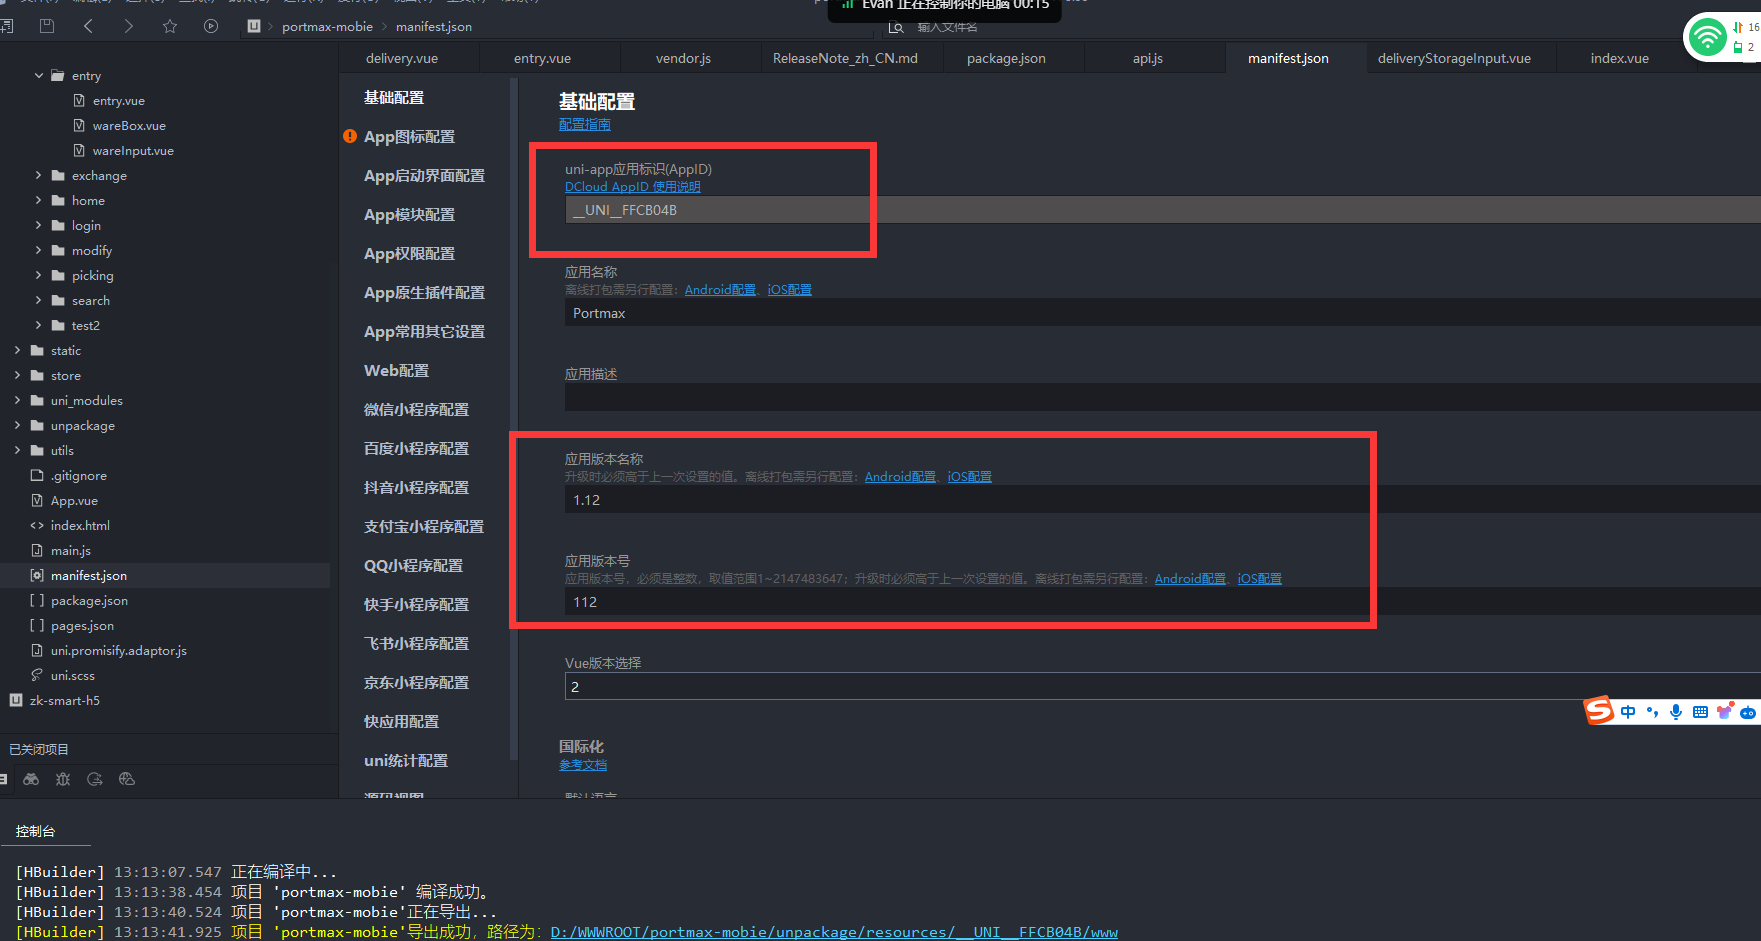 Evan 正在控制你的电脑 00:15
portmax-mobie
manifest.json
输入文件名
16
2
delivery.vue
entry.vue
vendor.js
ReleaseNote_zh_CN.md
package.json
api.js
manifest.json
deliveryStorageInput.vue
index.vue
entry
entry.vue
wareBox.vue
wareInput.vue
exchange
home
login
modify
picking
search
test2
static
store
uni_modules
unpackage
utils
.gitignore
App.vue
index.html
main.js
manifest.json
package.json
pages.json
uni.promisify.adaptor.js
uni.scss
zk-smart-h5
已关闭项目
基础配置
App图标配置
App启动界面配置
App模块配置
App权限配置
App原生插件配置
App常用其它设置
Web配置
微信小程序配置
百度小程序配置
抖音小程序配置
支付宝小程序配置
QQ小程序配置
快手小程序配置
飞书小程序配置
京东小程序配置
快应用配置
uni统计配置
源码视图
基础配置
配置指南
uni-app应用标识(AppID)
DCloud AppID 使用说明
__UNI__FFCB04B
应用名称
离线打包需另行配置：Android配置、iOS配置
Portmax
应用描述
应用版本名称
升级时必须高于上一次设置的值。离线打包需另行配置：Android配置、iOS配置
1.12
应用版本号
应用版本号，必须是整数，取值范围1~2147483647；升级时必须高于上一次设置的值。离线打包需另行配置：Android配置、iOS配置
112
Vue版本选择
2
国际化
参考文档
默认语言
中
控制台
[HBuilder] 13:13:07.547 正在编译中...
[HBuilder] 13:13:38.454 项目 'portmax-mobie' 编译成功。
[HBuilder] 13:13:40.524 项目 'portmax-mobie'正在导出...
[HBuilder] 13:13:41.925 项目 'portmax-mobie'导出成功，路径为：D:/WWWROOT/portmax-mobie/unpackage/resources/__UNI__FFCB04B/www